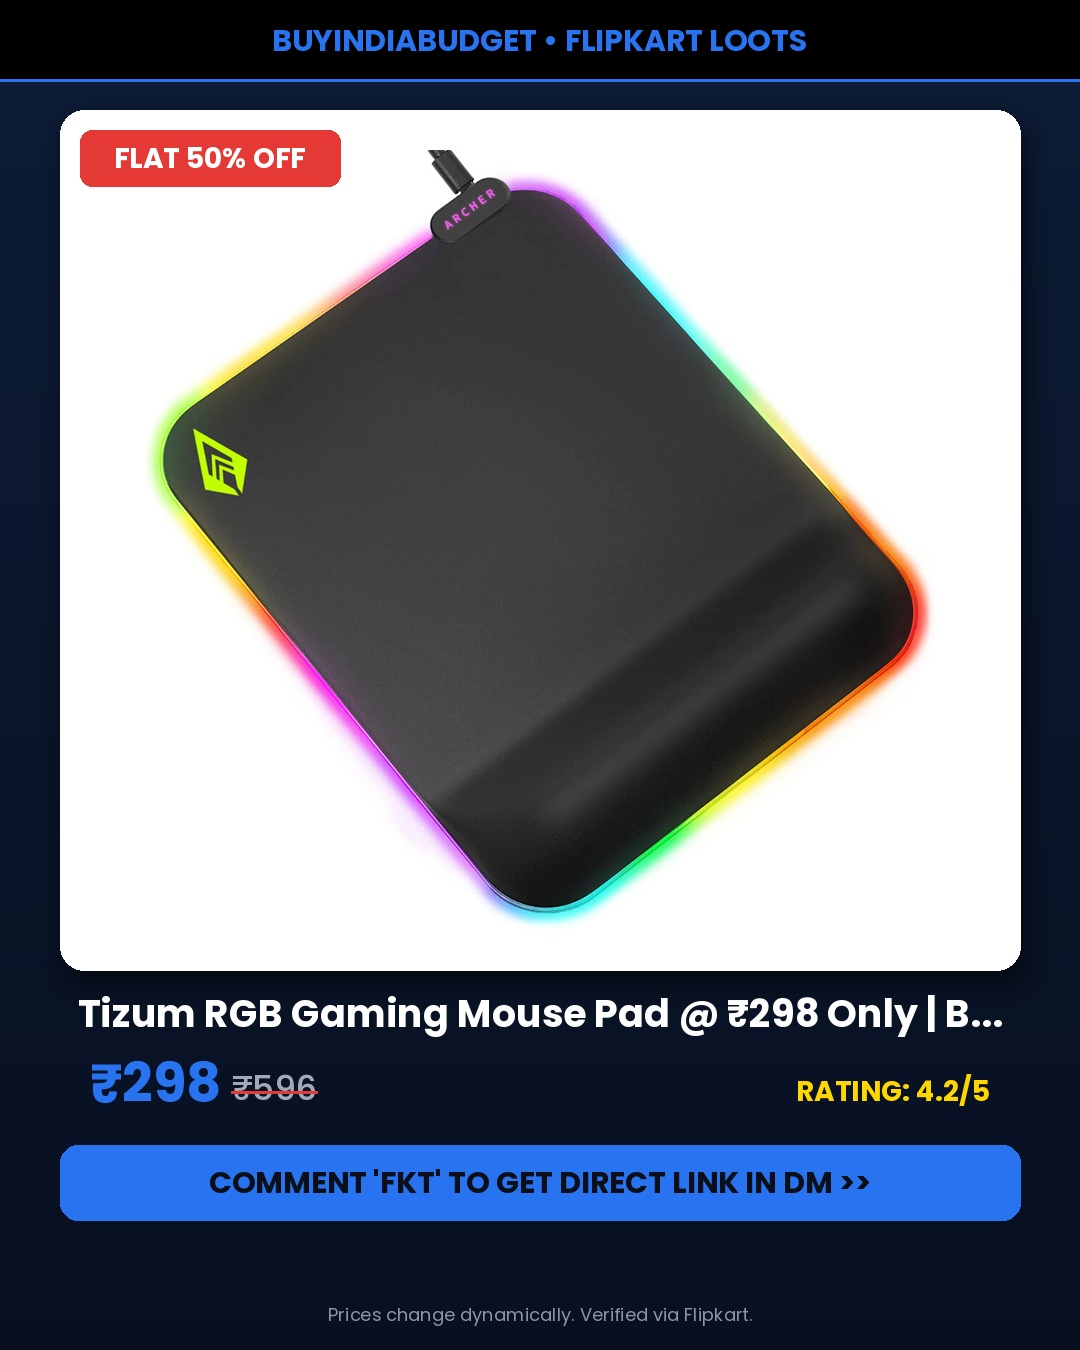 BUYINDIABUDGET • FLIPKART LOOTS
FLAT 50% OFF
ARCHER
Tizum RGB Gaming Mouse Pad @ ₹298 Only | B...
₹298 ₹596
RATING: 4.2/5
COMMENT 'FKT' TO GET DIRECT LINK IN DM >>
Prices change dynamically. Verified via Flipkart.